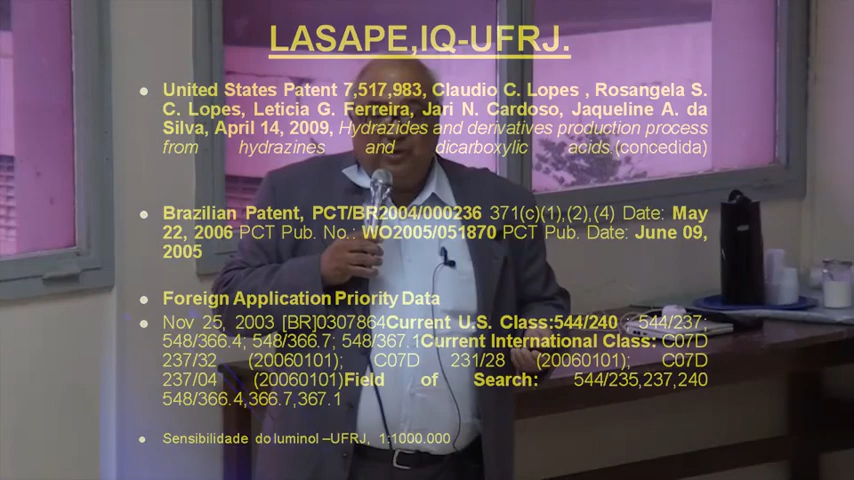 LASAPE,IQ-UFRJ.
United States Patent 7,517,983, Claudio C. Lopes , Rosangela S.
C. Lopes, Leticia G. Ferreira, Jari N. Cardoso, Jaqueline A. da
Silva, April 14, 2009, Hydrazides and derivatives production process
from hydrazines and dicarboxylic acids.(concedida)
Brazilian Patent, PCT/BR2004/000236 371(c)(1),(2),(4) Date: May
22, 2006 PCT Pub. No.: WO2005/051870 PCT Pub. Date: June 09,
2005
Foreign Application Priority Data
Nov 25, 2003 [BR]0307864Current U.S. Class:544/240 ; 544/237;
548/366.4; 548/366.7; 548/367.1Current International Class: C07D
237/32 (20060101); C07D 231/28 (20060101); C07D
237/04 (20060101)Field of Search: 544/235,237,240
548/366.4,366.7,367.1
Sensibilidade do luminol –UFRJ, 1:1000.000